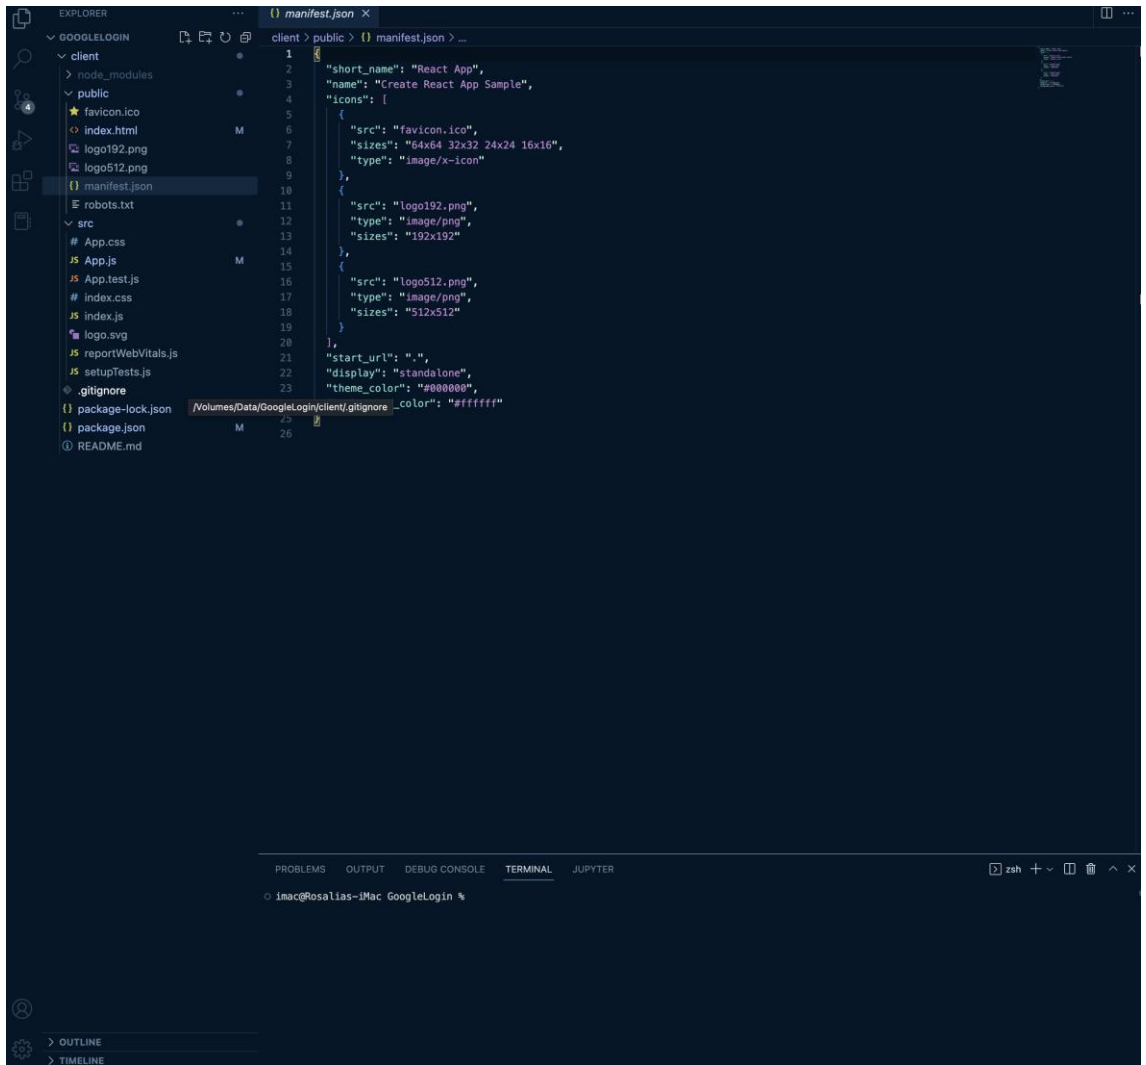 EXPLORER
GOOGLELOGIN
client
node_modules
public
favicon.ico
index.html M
logo192.png
logo512.png
manifest.json
robots.txt
src
App.css
App.js M
App.test.js
index.css
index.js
logo.svg
reportWebVitals.js
setupTests.js
.gitignore
package-lock.json
package.json M
README.md
/Volumes/Data/GoogleLogin/client/.gitignore
4
OUTLINE
TIMELINE
{} manifest.json ×
client > public > {} manifest.json > ...
1 {
2 "short_name": "React App",
3 "name": "Create React App Sample",
4 "icons": [
5 {
6 "src": "favicon.ico",
7 "sizes": "64x64 32x32 24x24 16x16",
8 "type": "image/x-icon"
9 },
10 {
11 "src": "logo192.png",
12 "type": "image/png",
13 "sizes": "192x192"
14 },
15 {
16 "src": "logo512.png",
17 "type": "image/png",
18 "sizes": "512x512"
19 }
20 ],
21 "start_url": ".",
22 "display": "standalone",
23 "theme_color": "#000000",
_color": "#ffffff"
25 }
26
PROBLEMS OUTPUT DEBUG CONSOLE TERMINAL JUPYTER
zsh
imac@Rosalias-iMac GoogleLogin %